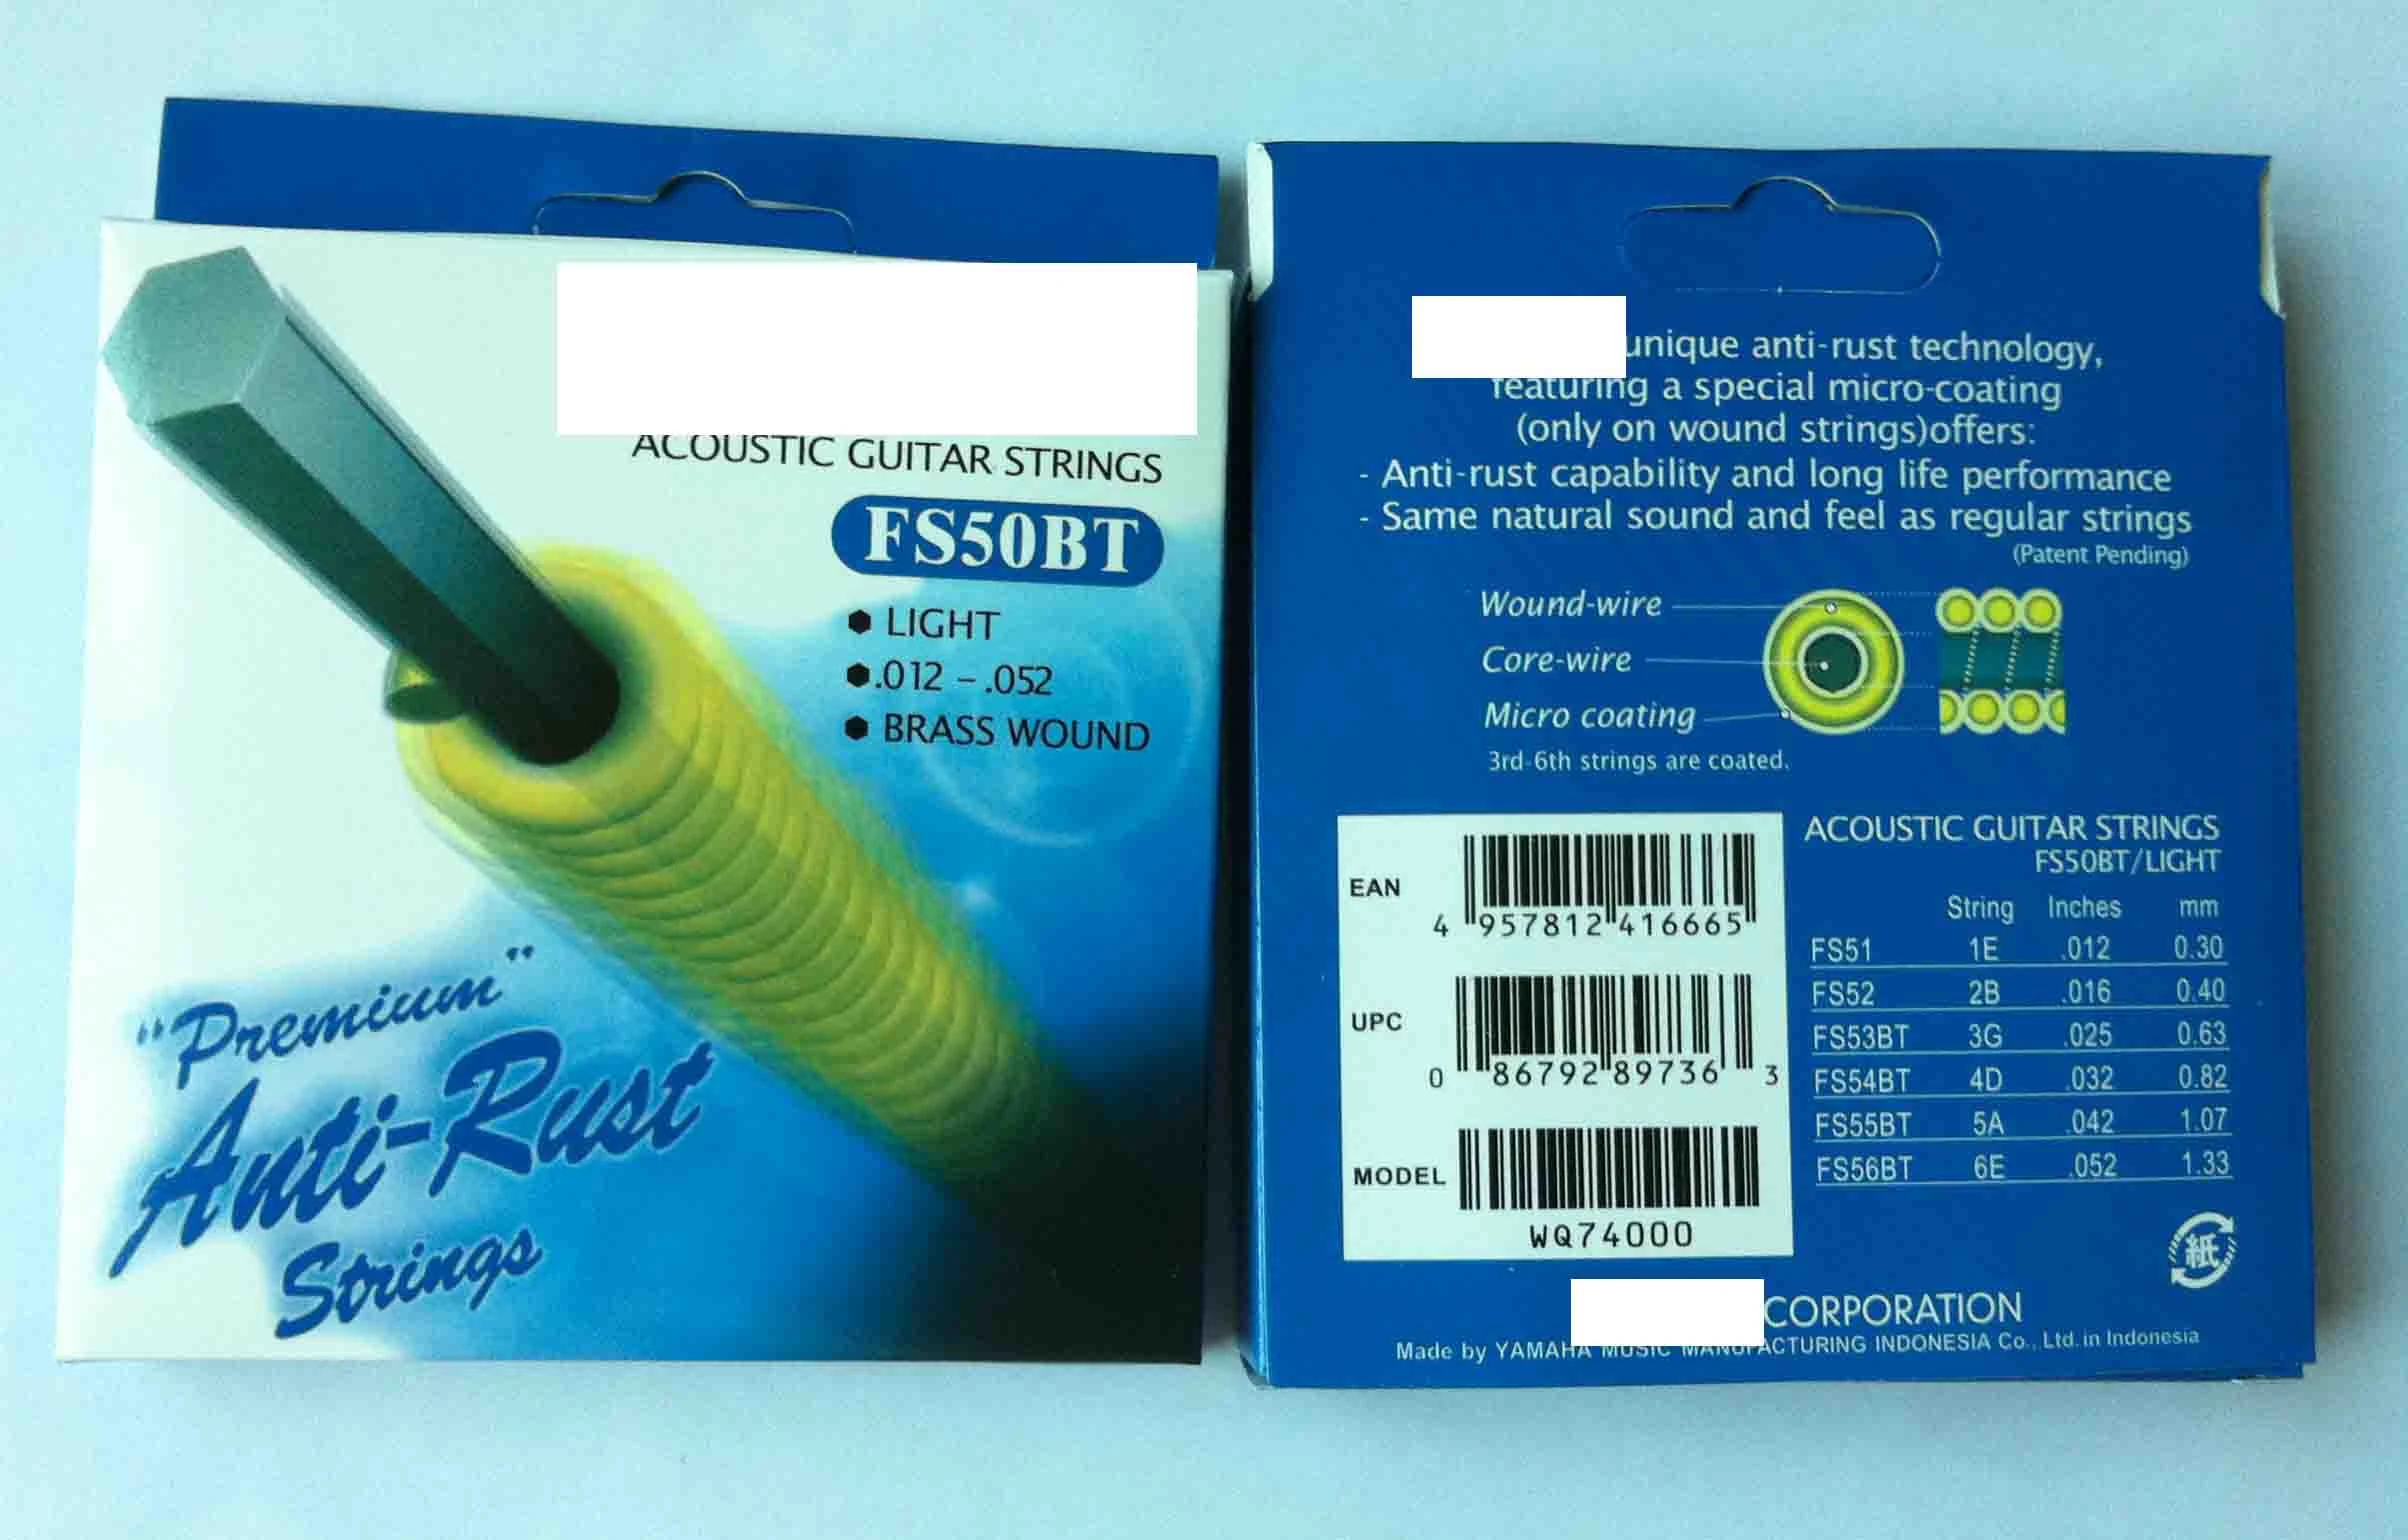 ACOUSTIC GUITAR STRINGS
FS50BT
LIGHT
.012 – .052
BRASS WOUND
"Premium"
Anti-Rust
Strings
unique anti-rust technology,
featuring a special micro-coating
(only on wound strings)offers:
- Anti-rust capability and long life performance
- Same natural sound and feel as regular strings
(Patent Pending)
Wound-wire
Core-wire
Micro coating
3rd-6th strings are coated.
EAN
4 957812 416665
UPC
0 86792 89736 3
MODEL
WQ74000
ACOUSTIC GUITAR STRINGS
FS50BT/LIGHT
String Inches mm
FS51 1E .012 0.30
FS52 2B .016 0.40
FS53BT 3G .025 0.63
FS54BT 4D .032 0.82
FS55BT 5A .042 1.07
FS56BT 6E .052 1.33
紙
CORPORATION
Made by YAMAHA MUSIC MANUFACTURING INDONESIA Co., Ltd. in Indonesia